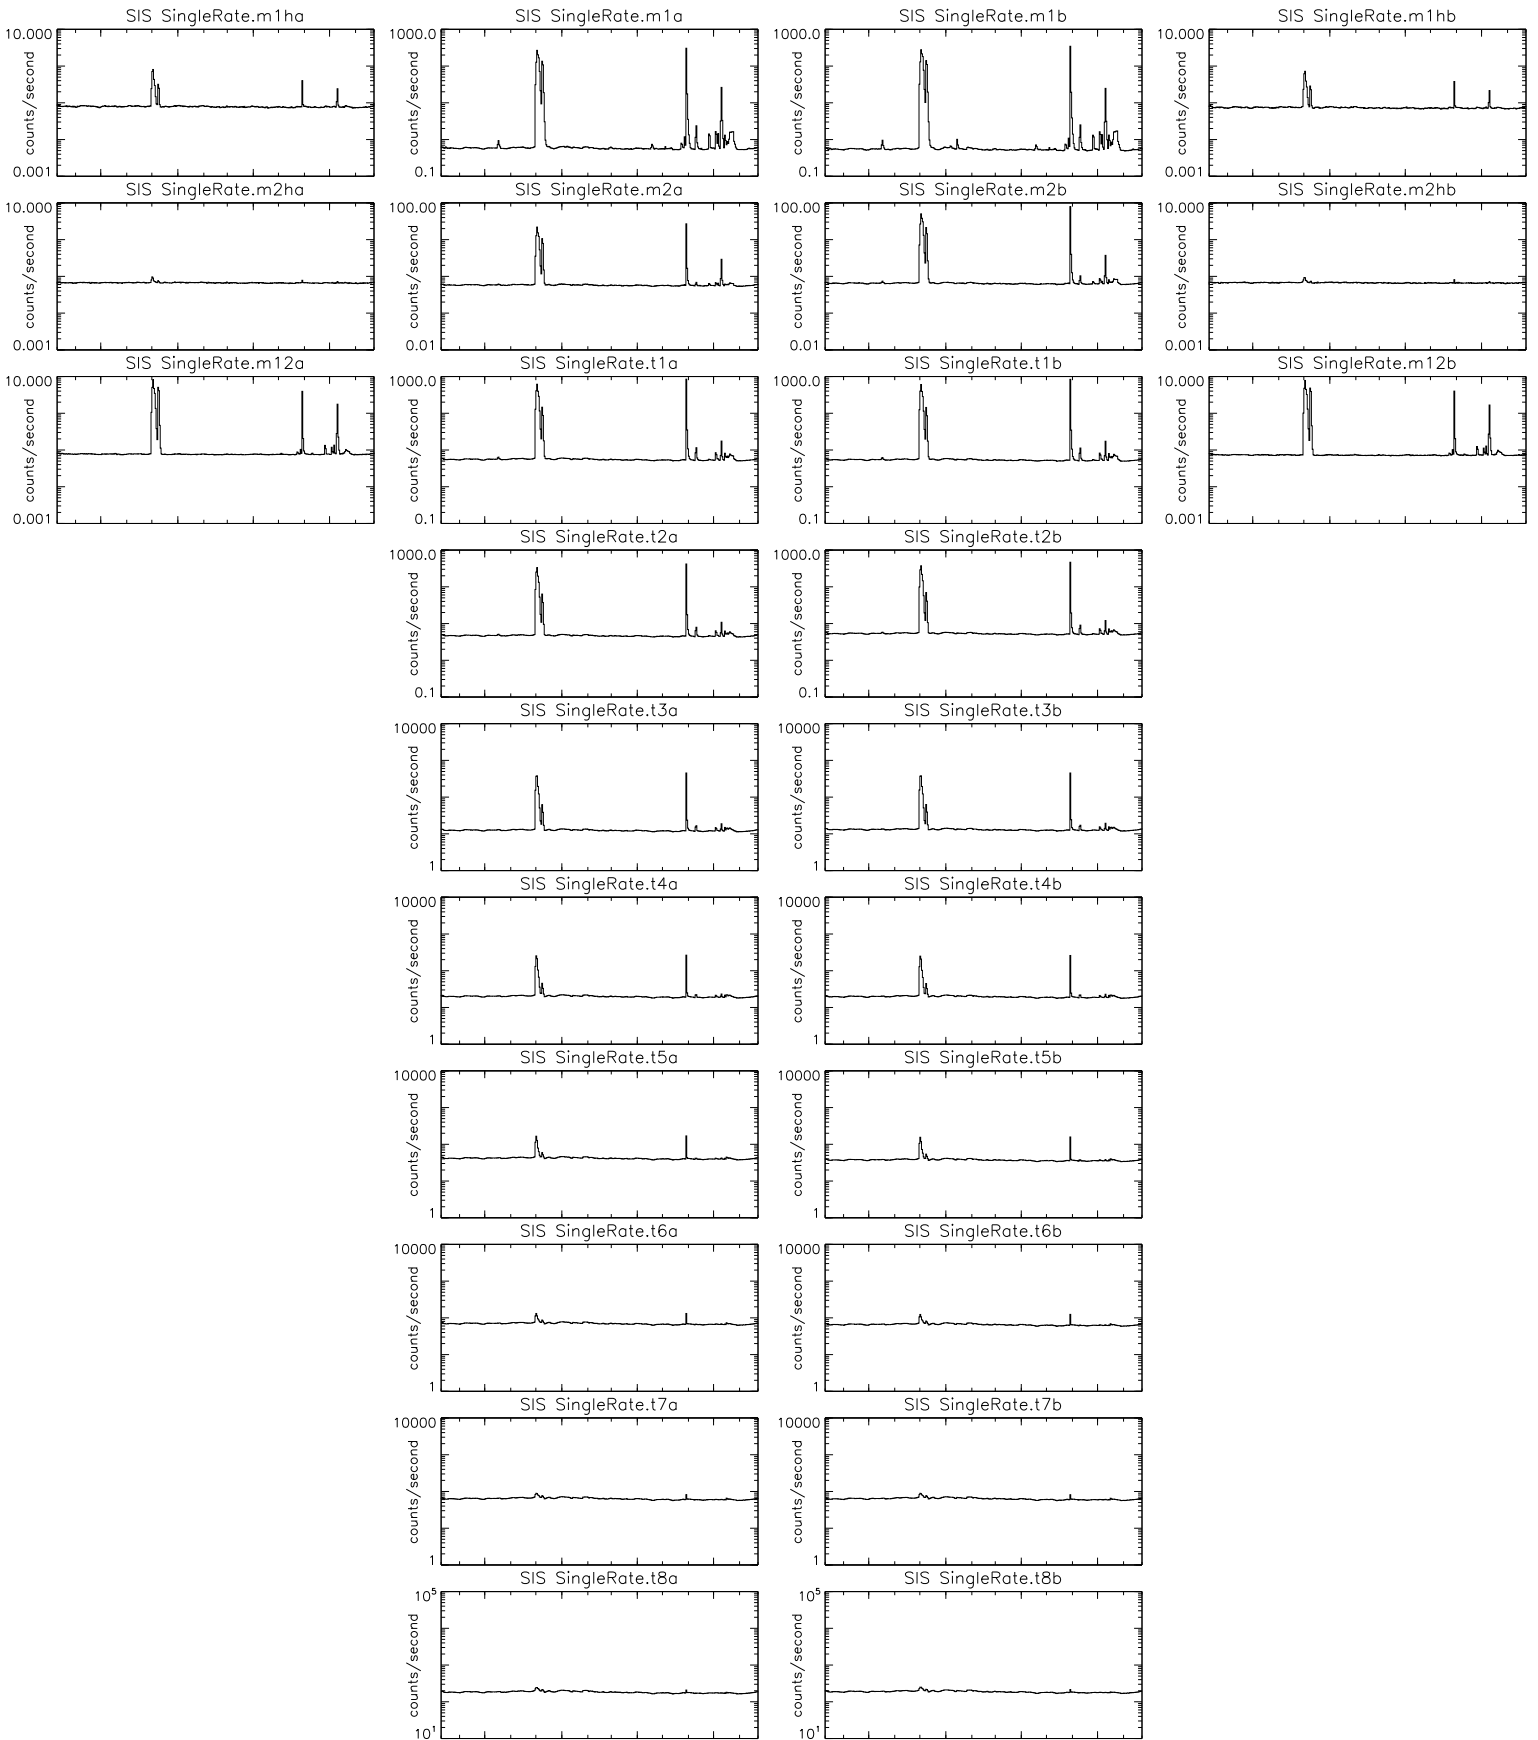 SIS SingleRate.m1ha
10.000
counts/second
0.001
SIS SingleRate.m1a
1000.0
counts/second
0.1
SIS SingleRate.m1b
1000.0
counts/second
0.1
SIS SingleRate.m1hb
10.000
counts/second
0.001
SIS SingleRate.m2ha
10.000
counts/second
0.001
SIS SingleRate.m2a
100.00
counts/second
0.01
SIS SingleRate.m2b
100.00
counts/second
0.01
SIS SingleRate.m2hb
10.000
counts/second
0.001
SIS SingleRate.m12a
10.000
counts/second
0.001
SIS SingleRate.t1a
1000.0
counts/second
0.1
SIS SingleRate.t1b
1000.0
counts/second
0.1
SIS SingleRate.m12b
10.000
counts/second
0.001
SIS SingleRate.t2a
1000.0
counts/second
0.1
SIS SingleRate.t2b
1000.0
counts/second
0.1
SIS SingleRate.t3a
10000
counts/second
1
SIS SingleRate.t3b
10000
counts/second
1
SIS SingleRate.t4a
10000
counts/second
1
SIS SingleRate.t4b
10000
counts/second
1
SIS SingleRate.t5a
10000
counts/second
1
SIS SingleRate.t5b
10000
counts/second
1
SIS SingleRate.t6a
10000
counts/second
1
SIS SingleRate.t6b
10000
counts/second
1
SIS SingleRate.t7a
10000
counts/second
1
SIS SingleRate.t7b
10000
counts/second
1
SIS SingleRate.t8a
10⁵
counts/second
10¹
SIS SingleRate.t8b
10⁵
counts/second
10¹